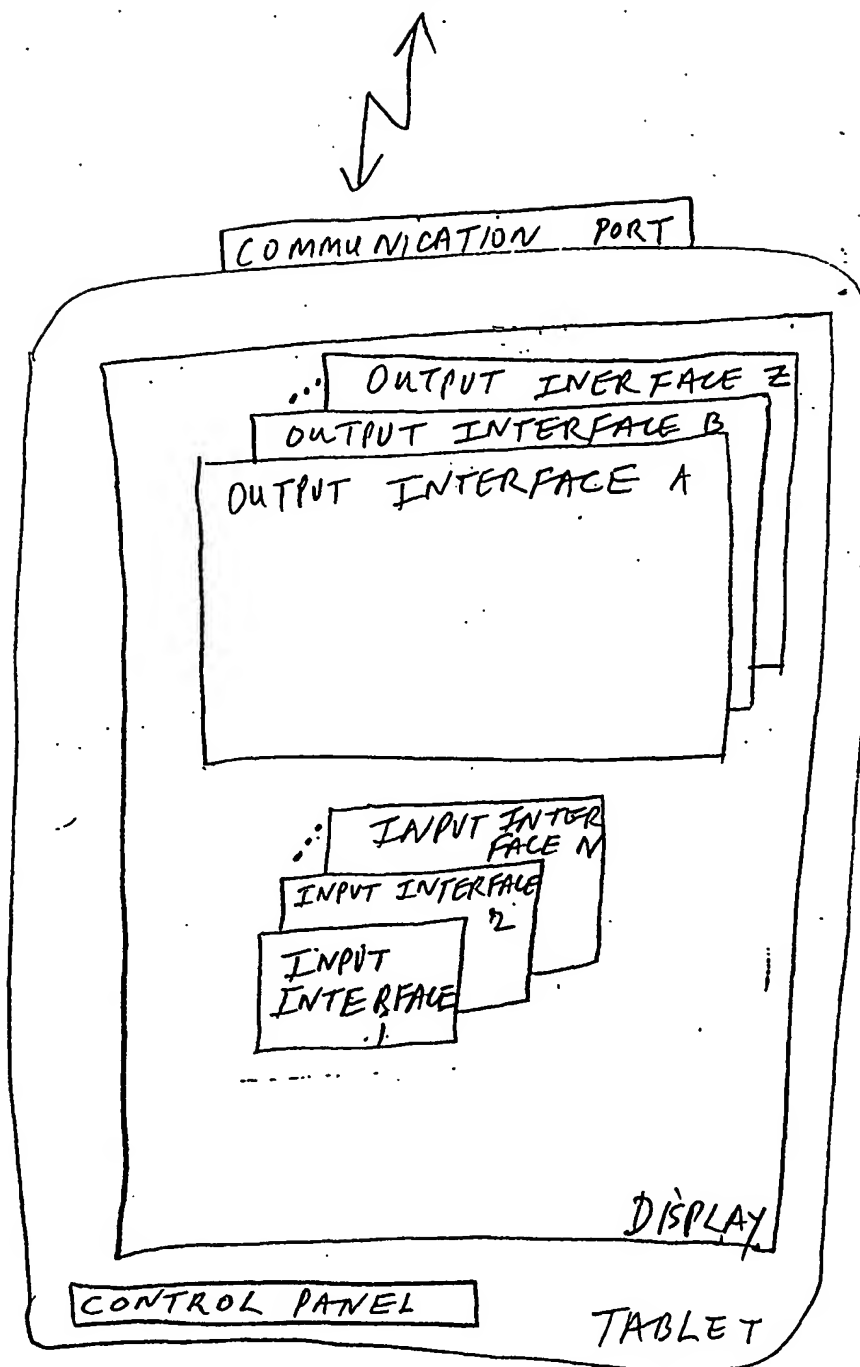 COMMUNICATION PORT
OUTPUT INERFACE Z
OUTPUT INTERFACE B
OUTPUT INTERFACE A
INPUT INTER
FACE N
INPUT INTERFACE
2
INPUT
INTERFACE
1
DISPLAY
CONTROL PANEL
TABLET